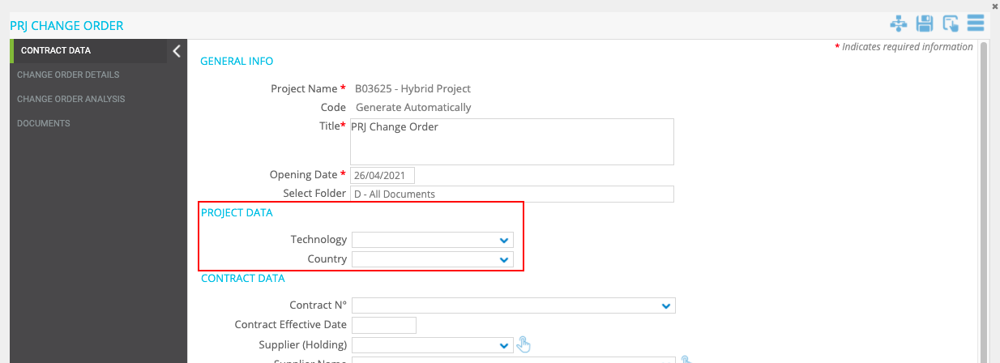 PRJ CHANGE ORDER
CONTRACT DATA
CHANGE ORDER DETAILS
CHANGE ORDER ANALYSIS
DOCUMENTS
* Indicates required information
GENERAL INFO
Project Name * B03625 - Hybrid Project
Code Generate Automatically
Title* PRJ Change Order
Opening Date * 26/04/2021
Select Folder D - All Documents
PROJECT DATA
Technology
Country
CONTRACT DATA
Contract N°
Contract Effective Date
Supplier (Holding)
Supplier Name